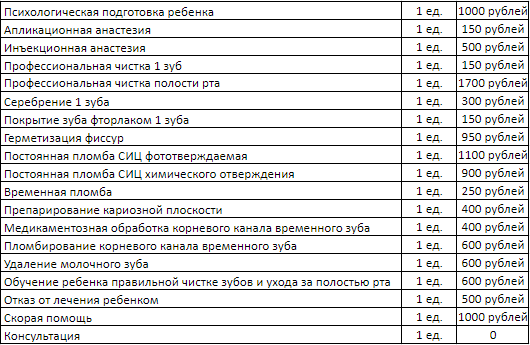 Психологическая подготовка ребенка 1 ед. 1000 рублей
Апликационная анастезия 1 ед. 150 рублей
Инъекционная анастезия 1 ед. 500 рублей
Профессиональная чистка 1 зуб 1 ед. 150 рублей
Профессиональная чистка полости рта 1 ед. 1700 рублей
Серебрение 1 зуба 1 ед. 300 рублей
Покрытие зуба фторлаком 1 зуба 1 ед. 150 рублей
Герметизация фиссур 1 ед. 950 рублей
Постоянная пломба СИЦ фототверждаемая 1 ед. 1100 рублей
Постоянная пломба СИЦ химического отверждения 1 ед. 900 рублей
Временная пломба 1 ед. 250 рублей
Препарирование кариозной плоскости 1 ед. 400 рублей
Медикаментозная обработка корневого канала временного зуба 1 ед. 400 рублей
Пломбирование корневого канала временного зуба 1 ед. 600 рублей
Удаление молочного зуба 1 ед. 600 рублей
Обучение ребенка правильной чистке зубов и ухода за полостью рта 1 ед. 600 рублей
Отказ от лечения ребенком 1 ед. 500 рублей
Скорая помощь 1 ед. 1000 рублей
Консультация 1 ед. 0